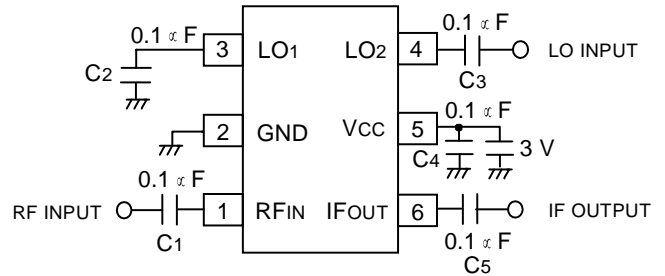 0.1 ∝ F
3
LO1
LO2
4
0.1 ∝ F
LO INPUT
C2
C3
2
GND
VCC
5
0.1 ∝ F
C4
3 V
0.1 ∝ F
RF INPUT
1
RFIN
IFOUT
6
IF OUTPUT
C1
0.1 ∝ F
C5